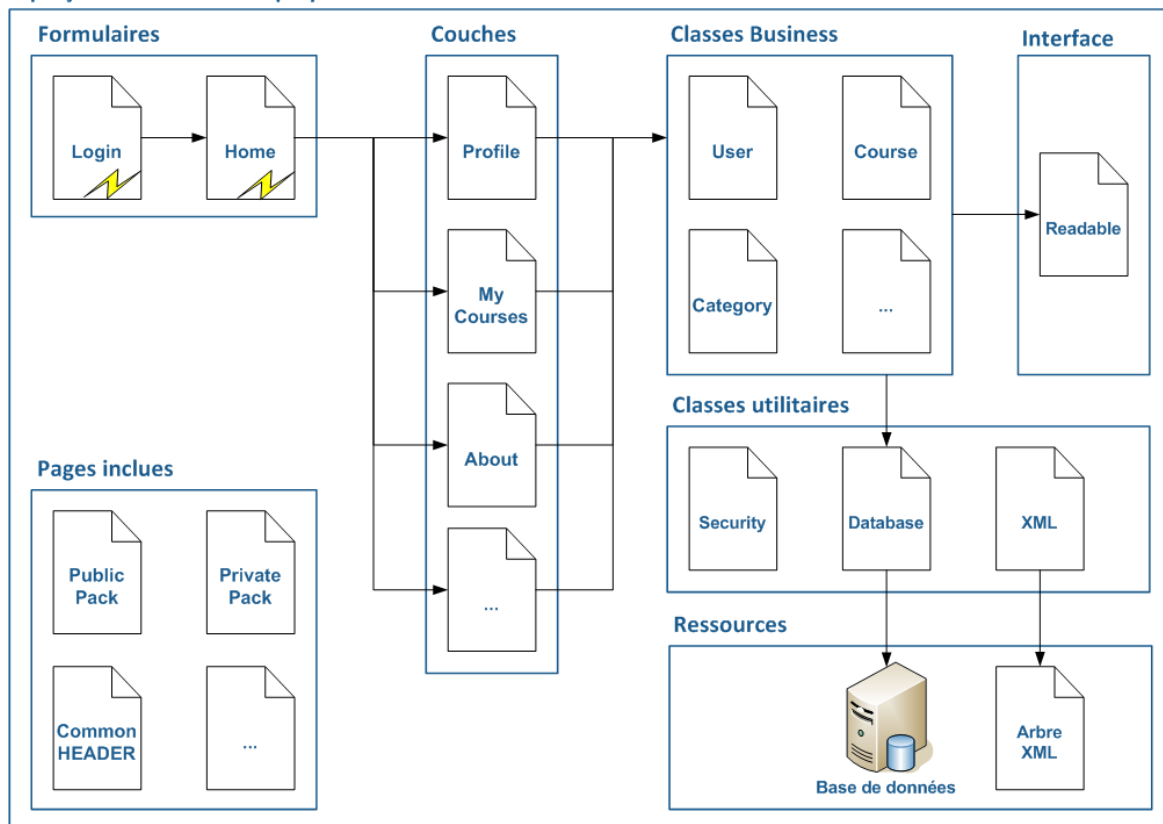 Formulaires
Couches
Classes Business
Interface
Login
Home
Profile
User
Course
Readable
My
Courses
Category
...
Classes utilitaires
About
Pages inclues
Security
Database
XML
Public
Pack
Private
Pack
...
Ressources
Common
HEADER
...
Arbre
XML
Base de données